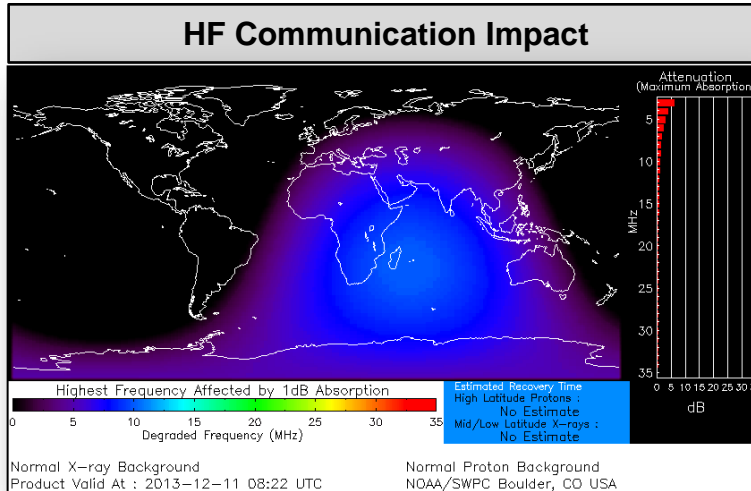 HF Communication Impact
Attenuation
(Maximum Absorption
5
10
15
20
25
30
35
MHz
0 5 10 15 20 25 30 3
dB
Highest Frequency Affected by 1dB Absorption
0 5 10 15 20 25 30 35
Degraded Frequency (MHz)
Estimated Recovery Time
High Latitude Protons :
No Estimate
Mid/Low Latitude X-rays :
No Estimate
Normal X-ray Background
Product Valid At : 2013-12-11 08:22 UTC
Normal Proton Background
NOAA/SWPC Boulder, CO USA